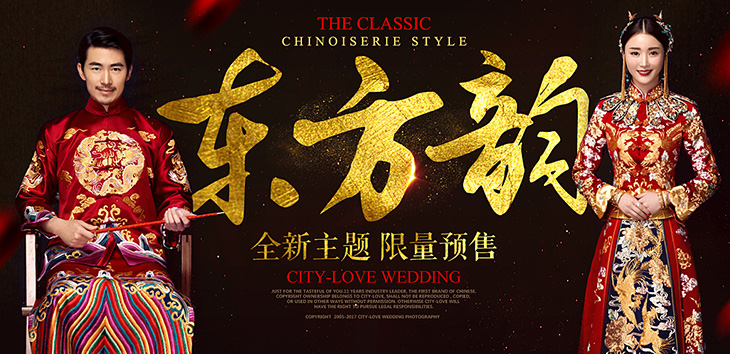 THE CLASSIC
CHINOISERIE STYLE
东方韵
全新主题 限量预售
CITY-LOVE WEDDING
JUST FOR THE TASTEFUL OF YOU.23 YEARS INDUSTRY LEADER, THE FIRST BRAND OF CHINESE,
COPYRIGHT OWNERSHIP BELONGS TO CITY-LOVE, SHALL NOT BE REPRODUCED , COPIED,
OR USED IN OTHER WAYS WITHOUT PERMISSION. OTHERWISE CITY-LOVE WILL
HAVE THE RIGHT TO PURSUE LEGAL RESPONSIBILITIES.
COPYRIGHT 2005-2017 CITY-LOVE WEDDING PHOTOGRAPHY